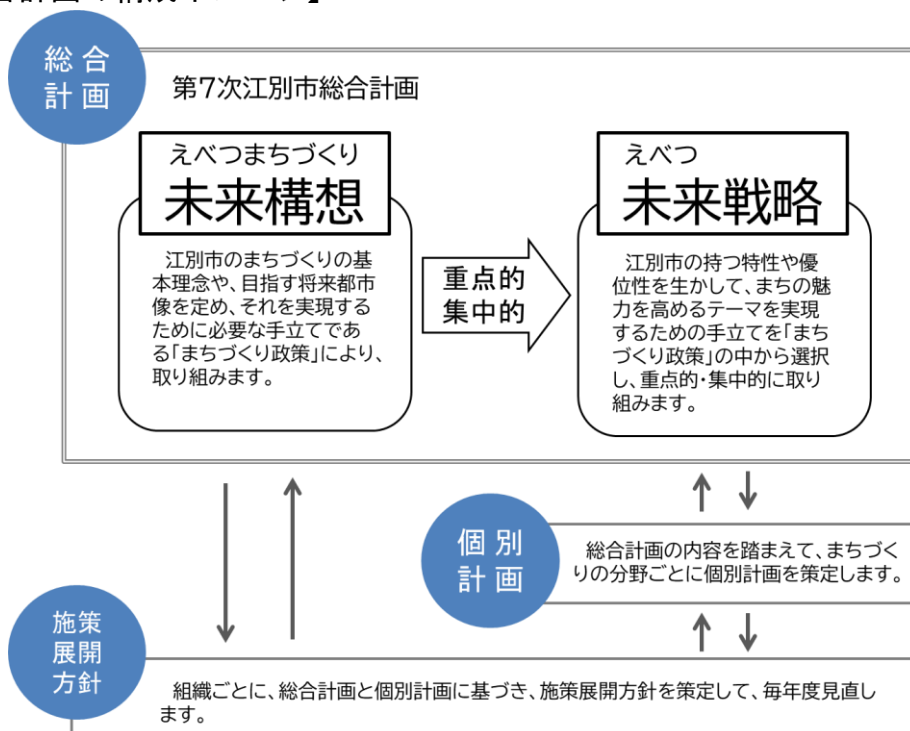 総合
計画
第7次江別市総合計画
えべつまちづくり
未来構想
江別市のまちづくりの基
本理念や、目指す将来都市
像を定め、それを実現する
ために必要な手立てであ
る「まちづくり政策」により、
取り組みます。
重点的
集中的
えべつ
未来戦略
江別市の持つ特性や優
位性を生かして、まちの魅
力を高めるテーマを実現
するための手立てを「まち
づくり政策」の中から選択
し、重点的・集中的に取り
組みます。
個別
計画
総合計画の内容を踏まえて、まちづく
りの分野ごとに個別計画を策定します。
施策
展開
方針
組織ごとに、総合計画と個別計画に基づき、施策展開方針を策定して、毎年度見直し
ます。